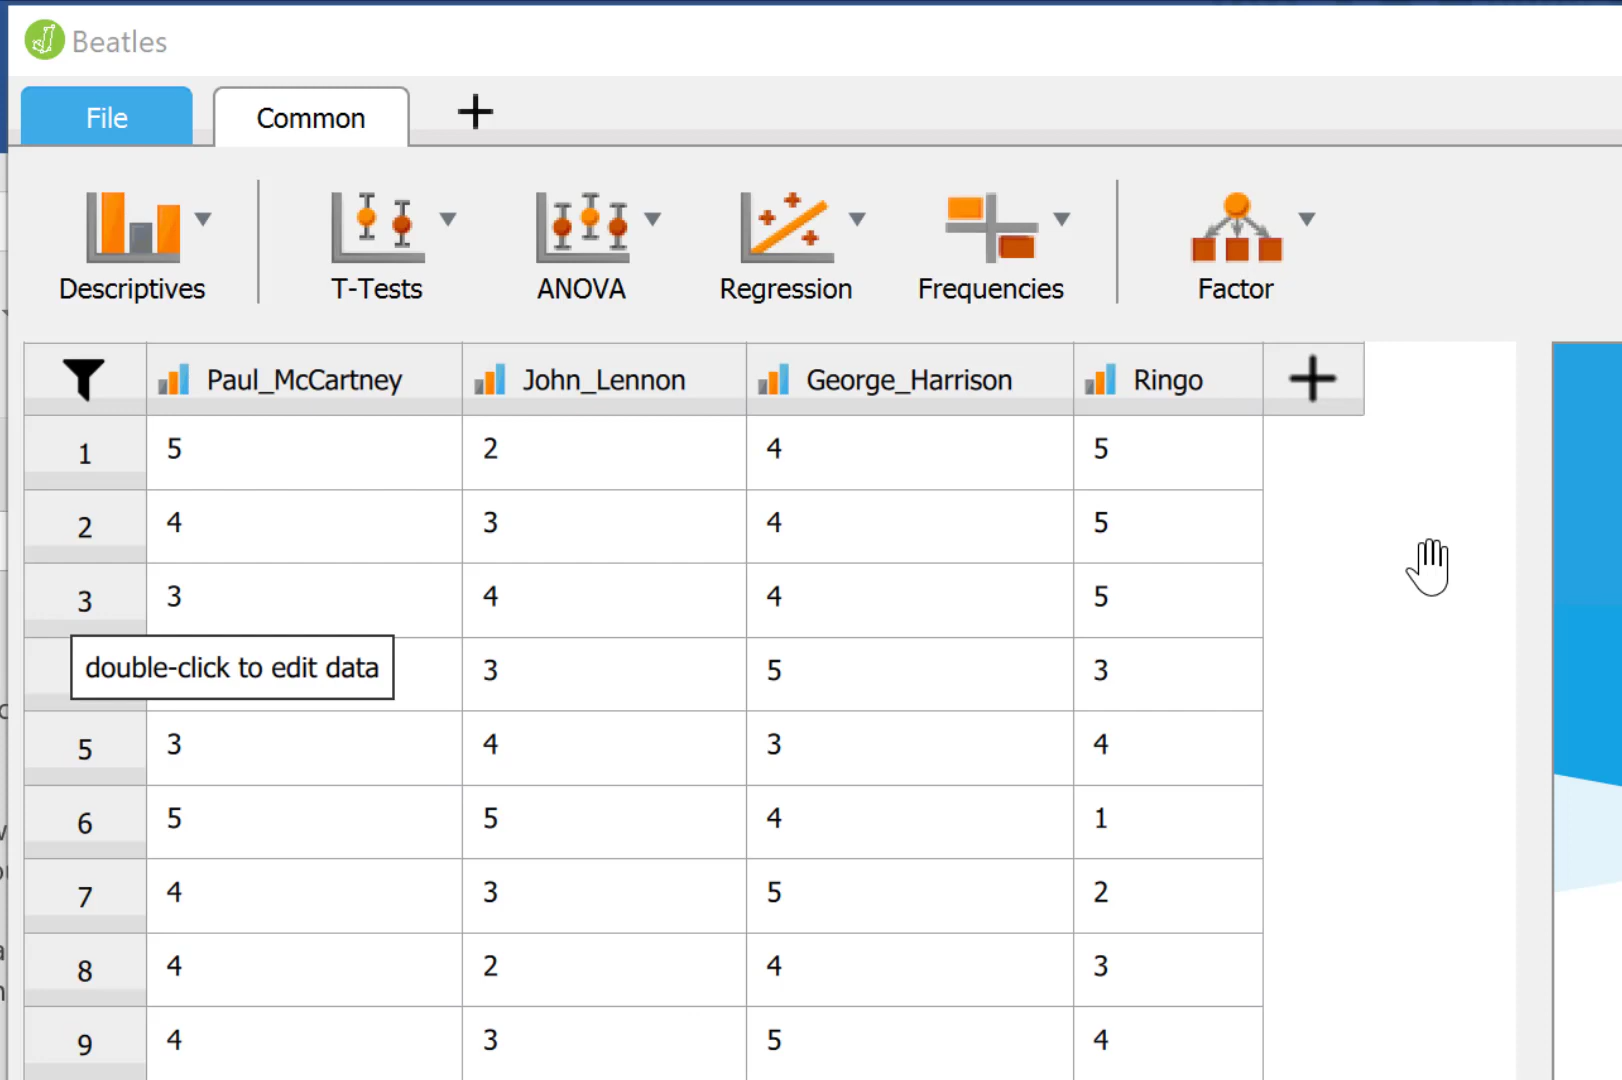 Beatles
File Common +
Descriptives T-Tests ANOVA Regression Frequencies Factor
Paul_McCartney John_Lennon George_Harrison Ringo +
1 5 2 4 5
2 4 3 4 5
3 3 4 4 5
double-click to edit data 3 5 3
5 3 4 3 4
6 5 5 4 1
7 4 3 5 2
8 4 2 4 3
9 4 3 5 4